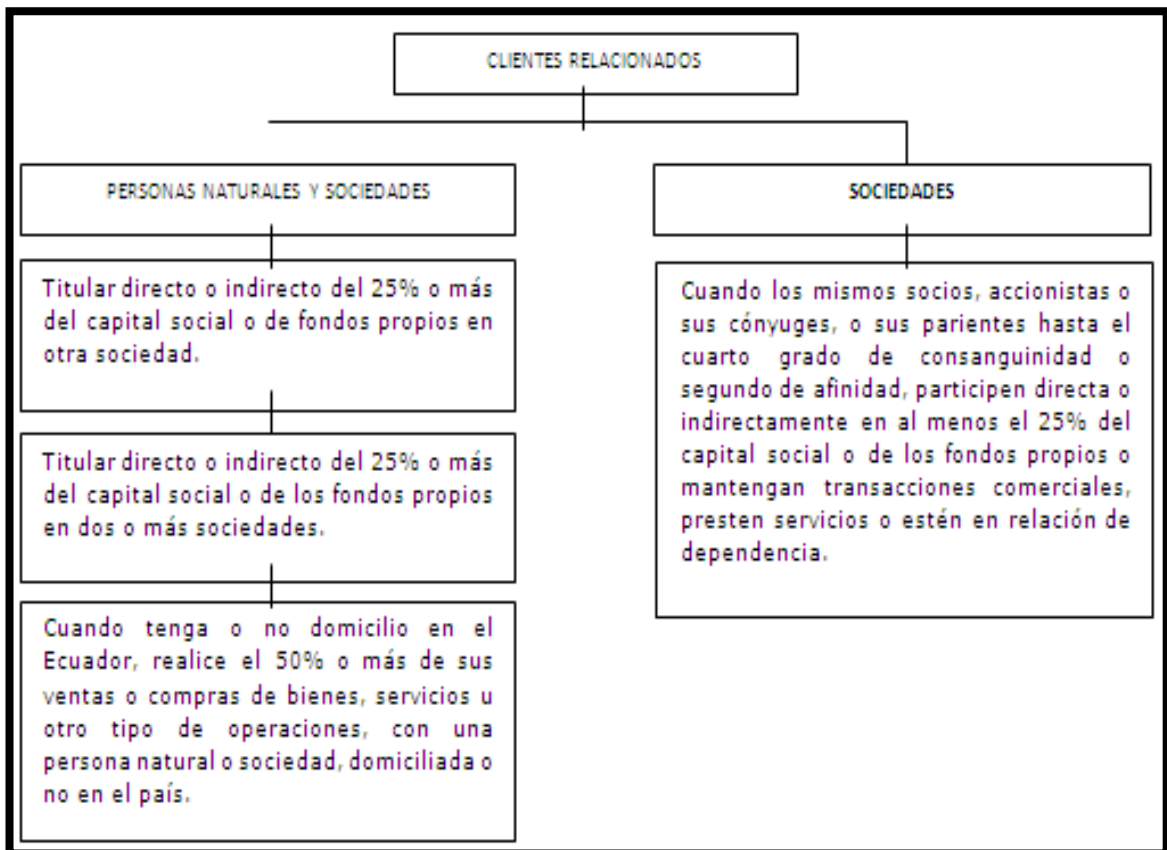 CLIENTES RELACIONADOS
PERSONAS NATURALES Y SOCIEDADES
Titular directo o indirecto del 25% o más
del capital social o de fondos propios en
otra sociedad.
Titular directo o indirecto del 25% o más
del capital social o de los fondos propios
en dos o más sociedades.
Cuando tenga o no domicilio en el
Ecuador, realice el 50% o más de sus
ventas o compras de bienes, servicios u
otro tipo de operaciones, con una
persona natural o sociedad, domiciliada o
no en el país.
SOCIEDADES
Cuando los mismos socios, accionistas o
sus cónyuges, o sus parientes hasta el
cuarto grado de consanguinidad o
segundo de afinidad, participen directa o
indirectamente en al menos el 25% del
capital social o de los fondos propios o
mantengan transacciones comerciales,
presten servicios o estén en relación de
dependencia.